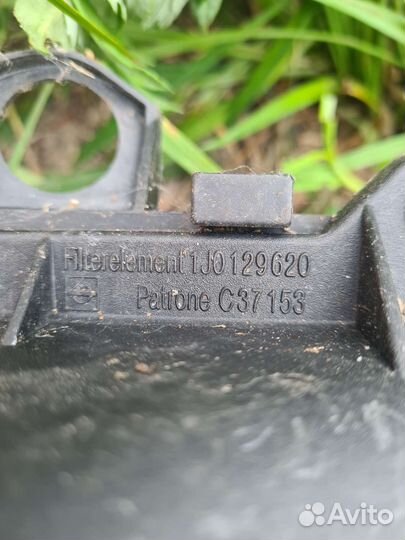 Filterelement 1J0129620
Patrone C37153
Avito